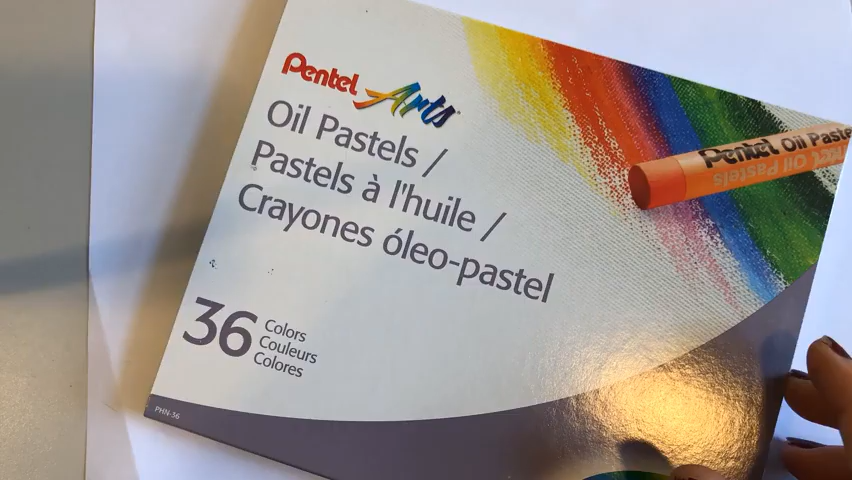 Pentel Arts
Oil Pastels /
Pastels à l'huile /
Crayones óleo-pastel
36
Colors
Couleurs
Colores
PHN-36
Pentel Oil Paste
Oil Pastels